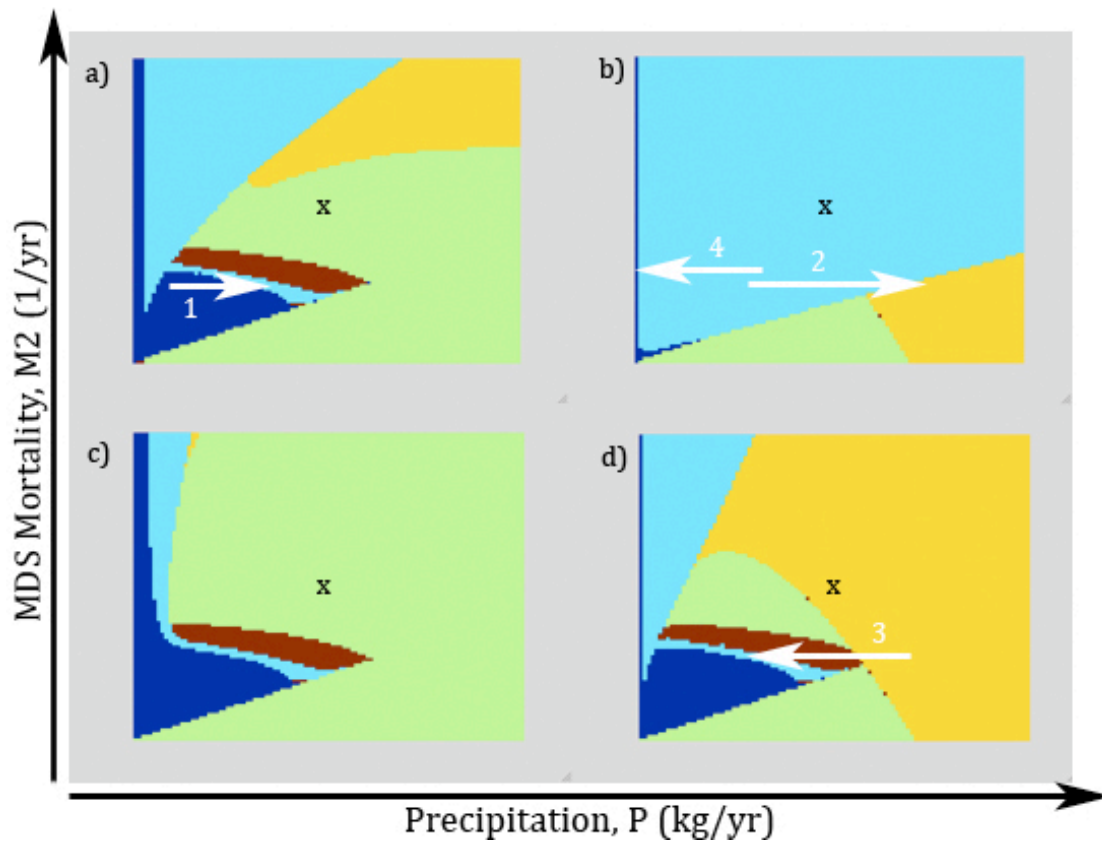 a)
b)
x
x
4
2
1
c)
d)
x
x
3
MDS Mortality, M2 (1/yr)
Precipitation, P (kg/yr)